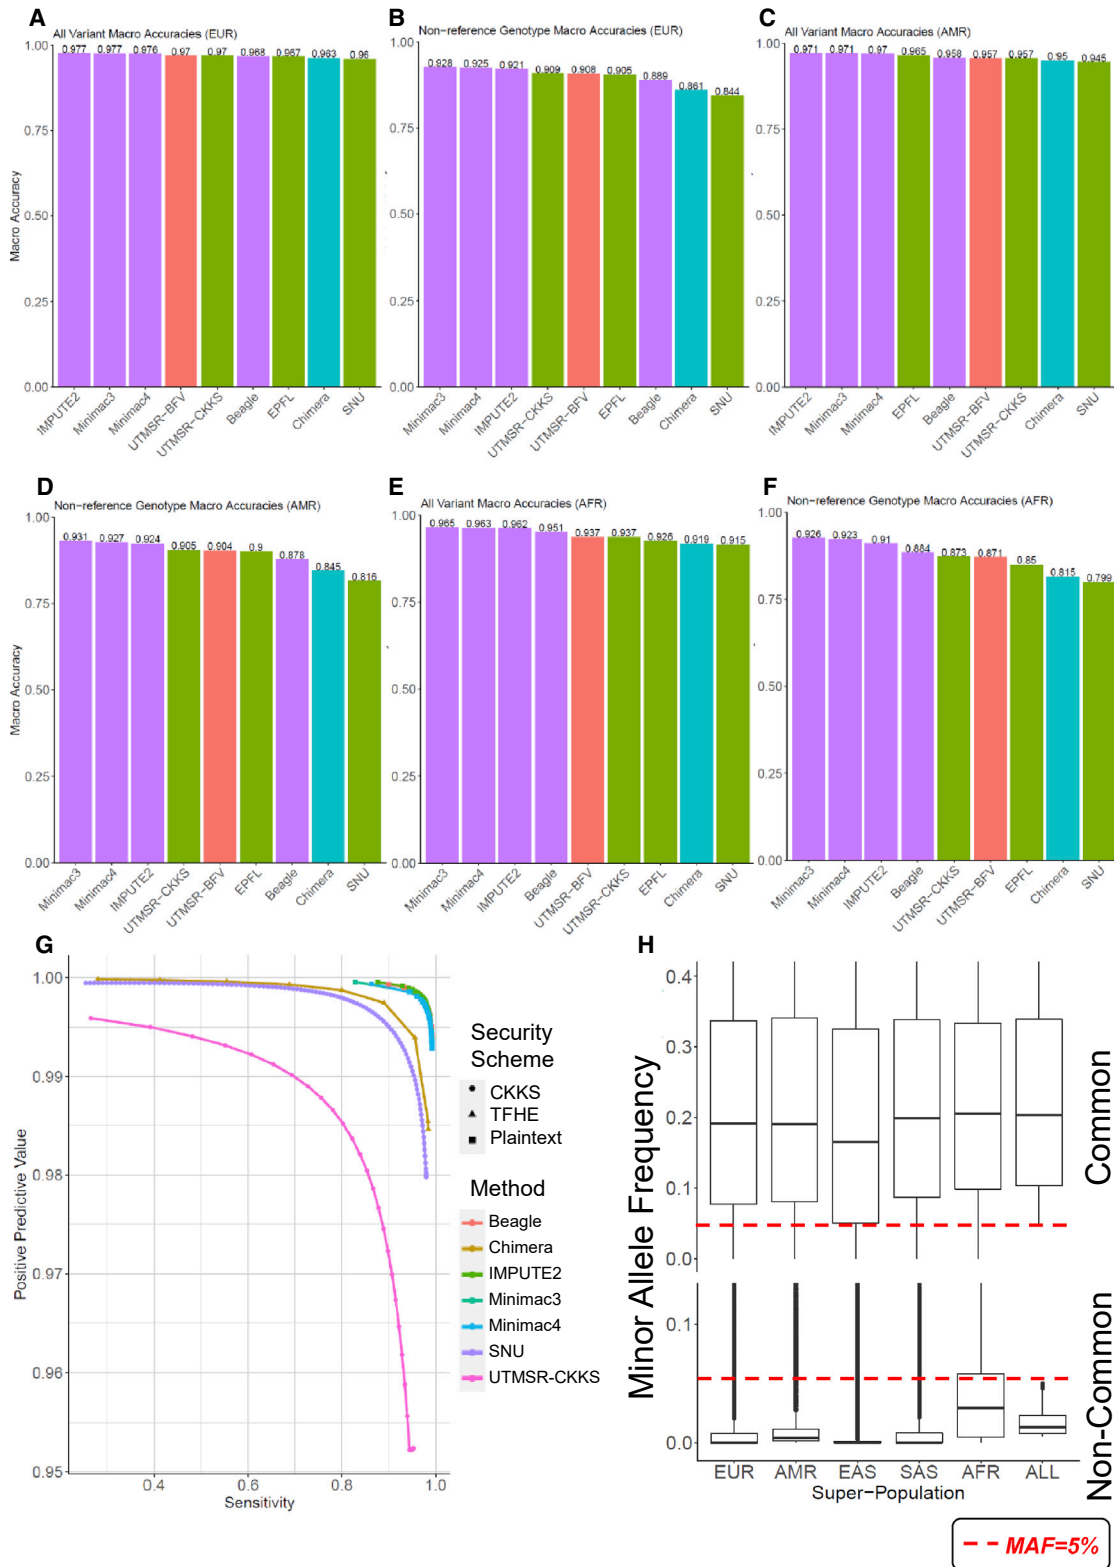 A
All Variant Macro Accuracies (EUR)
1.00
0.75
0.50
0.25
0.00
Macro Accuracy
0.977 0.977 0.976 0.97 0.97 0.968 0.967 0.963 0.96
IMPUTE2 Minimac3 Minimac4 UTMSR-BFV UTMSR-CKKS Beagle EPFL Chimera SNU
B
Non-reference Genotype Macro Accuracies (EUR)
1.00
0.75
0.50
0.25
0.00
0.928 0.925 0.921 0.909 0.908 0.905 0.889 0.861 0.844
Minimac3 Minimac4 IMPUTE2 UTMSR-CKKS UTMSR-BFV EPFL Beagle Chimera SNU
C
All Variant Macro Accuracies (AMR)
1.00
0.75
0.50
0.25
0.00
0.971 0.971 0.97 0.965 0.958 0.957 0.957 0.95 0.945
IMPUTE2 Minimac3 Minimac4 EPFL Beagle UTMSR-BFV UTMSR-CKKS Chimera SNU
D
Non-reference Genotype Macro Accuracies (AMR)
1.00
0.75
0.50
0.25
0.00
Macro Accuracy
0.931 0.927 0.924 0.905 0.904 0.9 0.878 0.845 0.816
Minimac3 Minimac4 IMPUTE2 UTMSR-CKKS UTMSR-BFV EPFL Beagle Chimera SNU
E
All Variant Macro Accuracies (AFR)
1.00
0.75
0.50
0.25
0.00
0.965 0.963 0.962 0.951 0.937 0.937 0.926 0.919 0.915
Minimac3 Minimac4 IMPUTE2 Beagle UTMSR-BFV UTMSR-CKKS EPFL Chimera SNU
F
Non-reference Genotype Macro Accuracies (AFR)
1.00
0.75
0.50
0.25
0.00
0.926 0.923 0.91 0.884 0.873 0.871 0.85 0.815 0.799
Minimac3 Minimac4 IMPUTE2 Beagle UTMSR-CKKS UTMSR-BFV EPFL Chimera SNU
G
1.00
0.99
0.98
0.97
0.96
0.95
Positive Predictive Value
0.4 0.6 0.8 1.0
Sensitivity
Security
Scheme
CKKS
TFHE
Plaintext
Method
Beagle
Chimera
IMPUTE2
Minimac3
Minimac4
SNU
UTMSR-CKKS
H
Minor Allele Frequency
0.4
0.3
0.2
0.1
0.0
Common
0.1
0.0
Non-Common
EUR AMR EAS SAS AFR ALL
Super-Population
MAF=5%